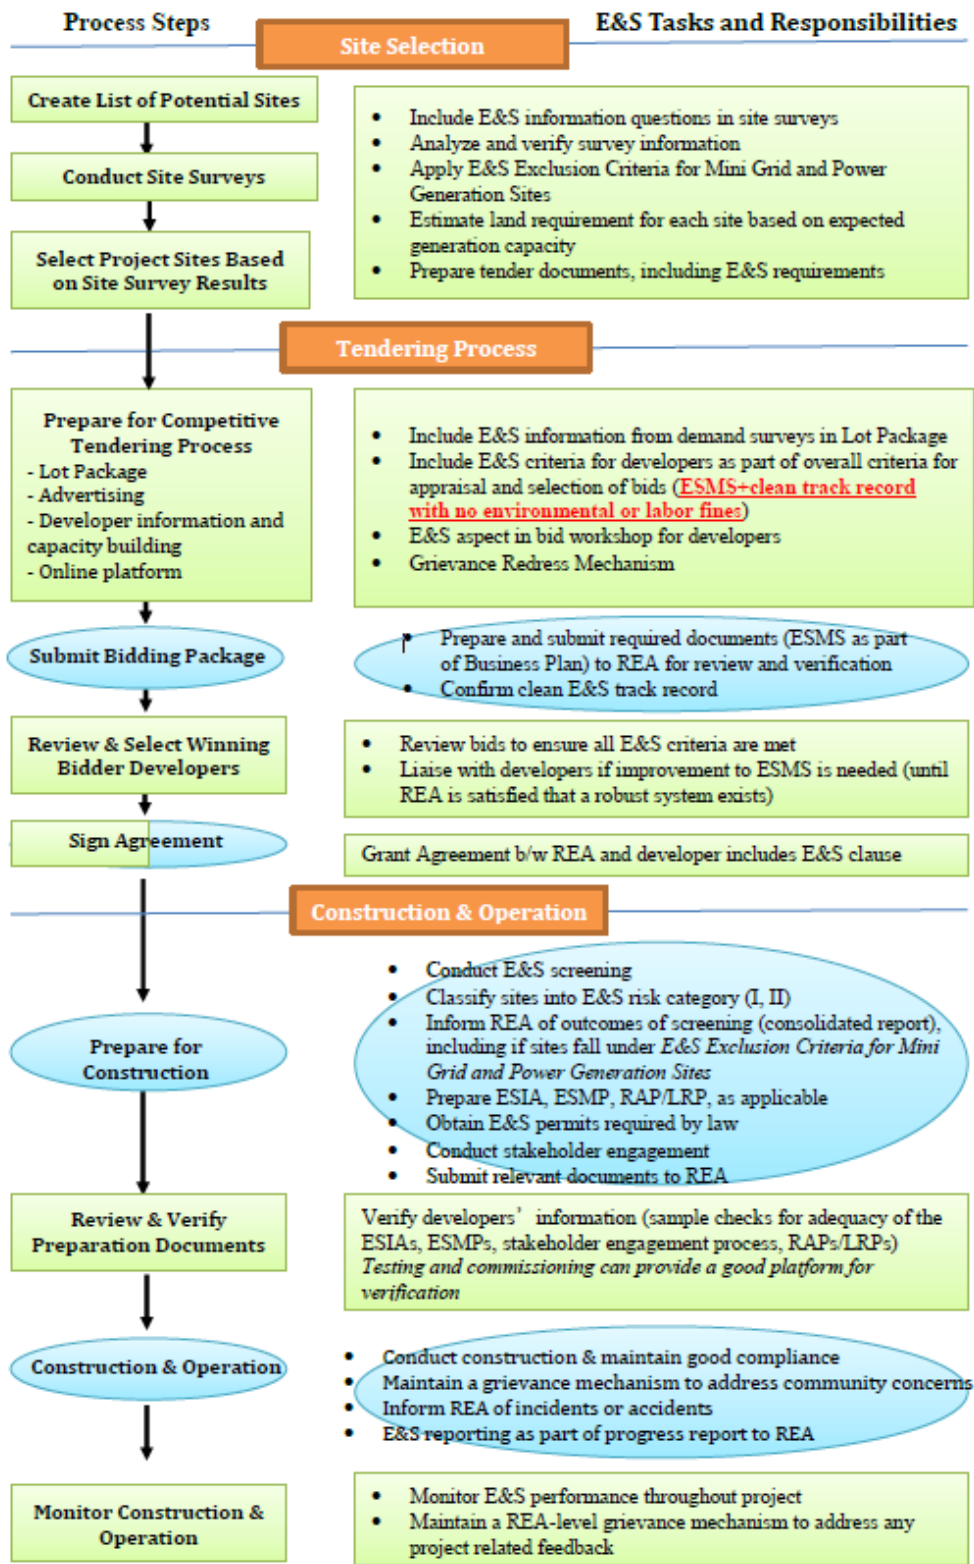 Process Steps
E&S Tasks and Responsibilities
Site Selection
Create List of Potential Sites
Conduct Site Surveys
Select Project Sites Based
on Site Survey Results
• Include E&S information questions in site surveys
• Analyze and verify survey information
• Apply E&S Exclusion Criteria for Mini Grid and Power
Generation Sites
• Estimate land requirement for each site based on expected
generation capacity
• Prepare tender documents, including E&S requirements
Tendering Process
Prepare for Competitive
Tendering Process
- Lot Package
- Advertising
- Developer information and
capacity building
- Online platform
• Include E&S information from demand surveys in Lot Package
• Include E&S criteria for developers as part of overall criteria for
appraisal and selection of bids (ESMS+clean track record
with no environmental or labor fines)
• E&S aspect in bid workshop for developers
• Grievance Redress Mechanism
Submit Bidding Package
• Prepare and submit required documents (ESMS as part
of Business Plan) to REA for review and verification
• Confirm clean E&S track record
Review & Select Winning
Bidder Developers
• Review bids to ensure all E&S criteria are met
• Liaise with developers if improvement to ESMS is needed (until
REA is satisfied that a robust system exists)
Sign Agreement
Grant Agreement b/w REA and developer includes E&S clause
Construction & Operation
Prepare for
Construction
• Conduct E&S screening
• Classify sites into E&S risk category (I, II)
• Inform REA of outcomes of screening (consolidated report),
including if sites fall under E&S Exclusion Criteria for Mini
Grid and Power Generation Sites
• Prepare ESIA, ESMP, RAP/LRP, as applicable
• Obtain E&S permits required by law
• Conduct stakeholder engagement
• Submit relevant documents to REA
Review & Verify
Preparation Documents
Verify developers' information (sample checks for adequacy of the
ESIAs, ESMPs, stakeholder engagement process, RAPs/LRPs)
Testing and commissioning can provide a good platform for
verification
Construction & Operation
• Conduct construction & maintain good compliance
• Maintain a grievance mechanism to address community concerns
• Inform REA of incidents or accidents
• E&S reporting as part of progress report to REA
Monitor Construction &
Operation
• Monitor E&S performance throughout project
• Maintain a REA-level grievance mechanism to address any
project related feedback